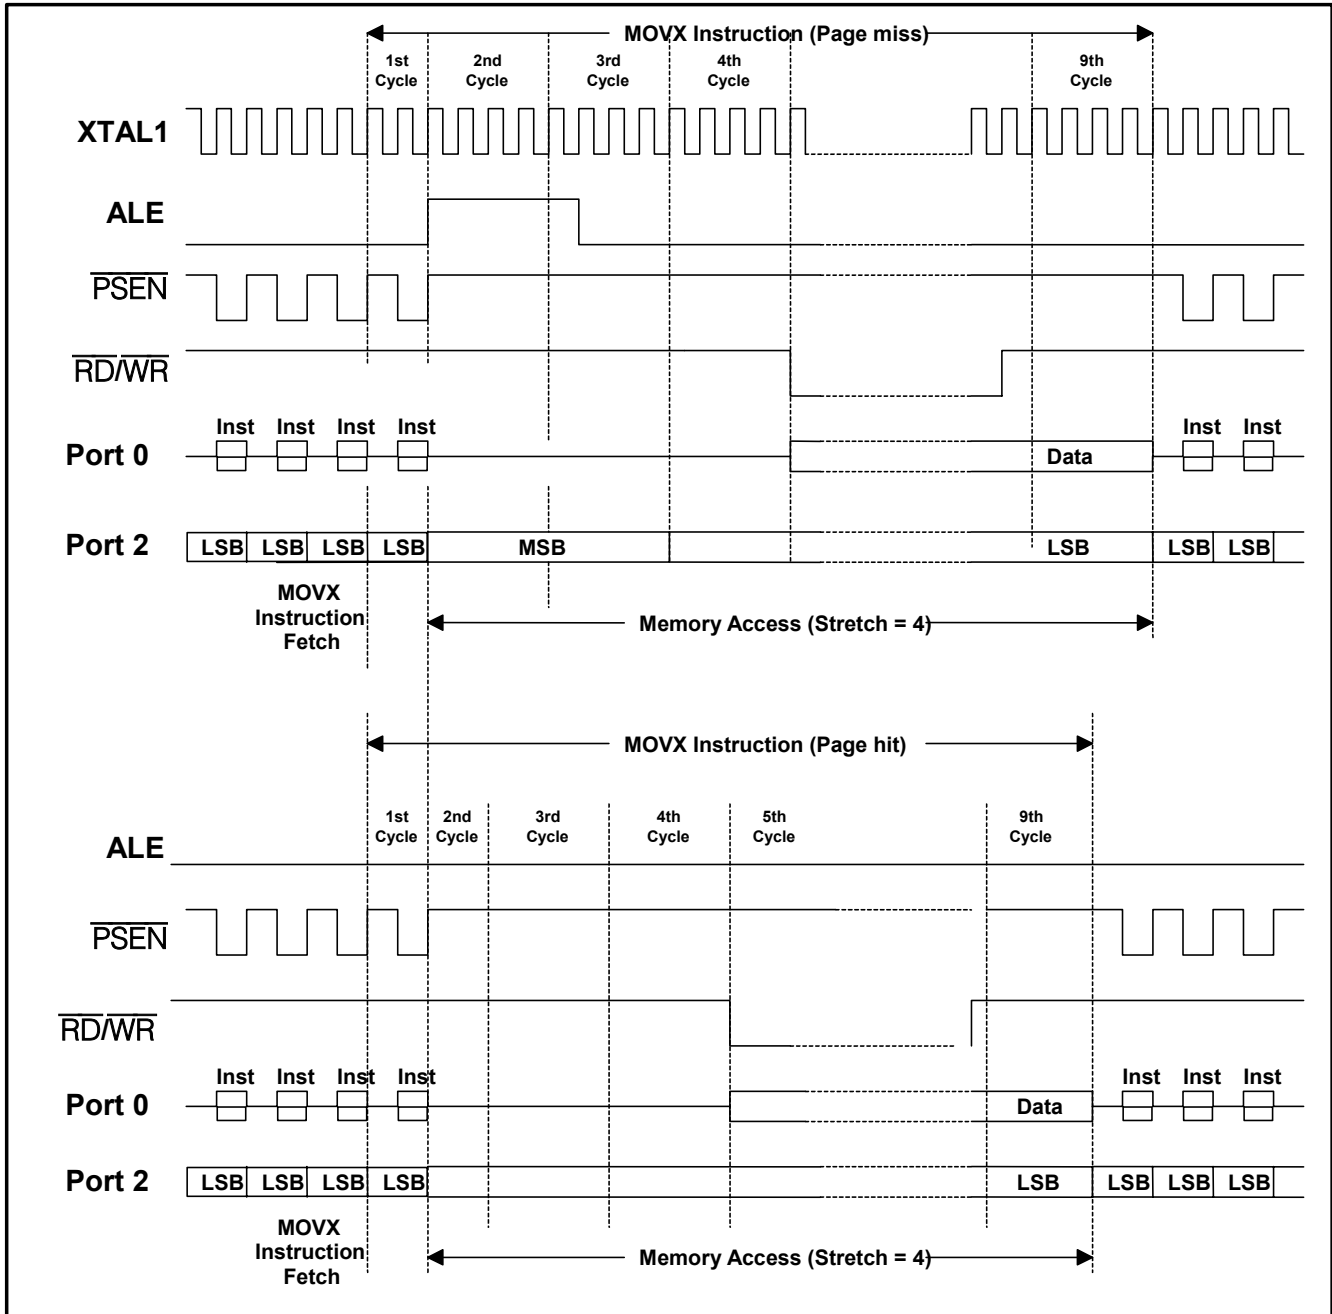 MOVX Instruction (Page miss)
1st Cycle
2nd Cycle
3rd Cycle
4th Cycle
9th Cycle
XTAL1
ALE
PSEN
RD/WR
Inst Inst Inst Inst Inst Inst
Port 0
Data
Port 2
LSB LSB LSB LSB MSB LSB LSB LSB
MOVX
Instruction
Fetch
Memory Access (Stretch = 4)
MOVX Instruction (Page hit)
1st Cycle
2nd Cycle
3rd Cycle
4th Cycle
5th Cycle
9th Cycle
ALE
PSEN
RD/WR
Inst Inst Inst Inst Inst Inst Inst
Port 0
Data
Port 2
LSB LSB LSB LSB LSB LSB LSB LSB
MOVX
Instruction
Fetch
Memory Access (Stretch = 4)